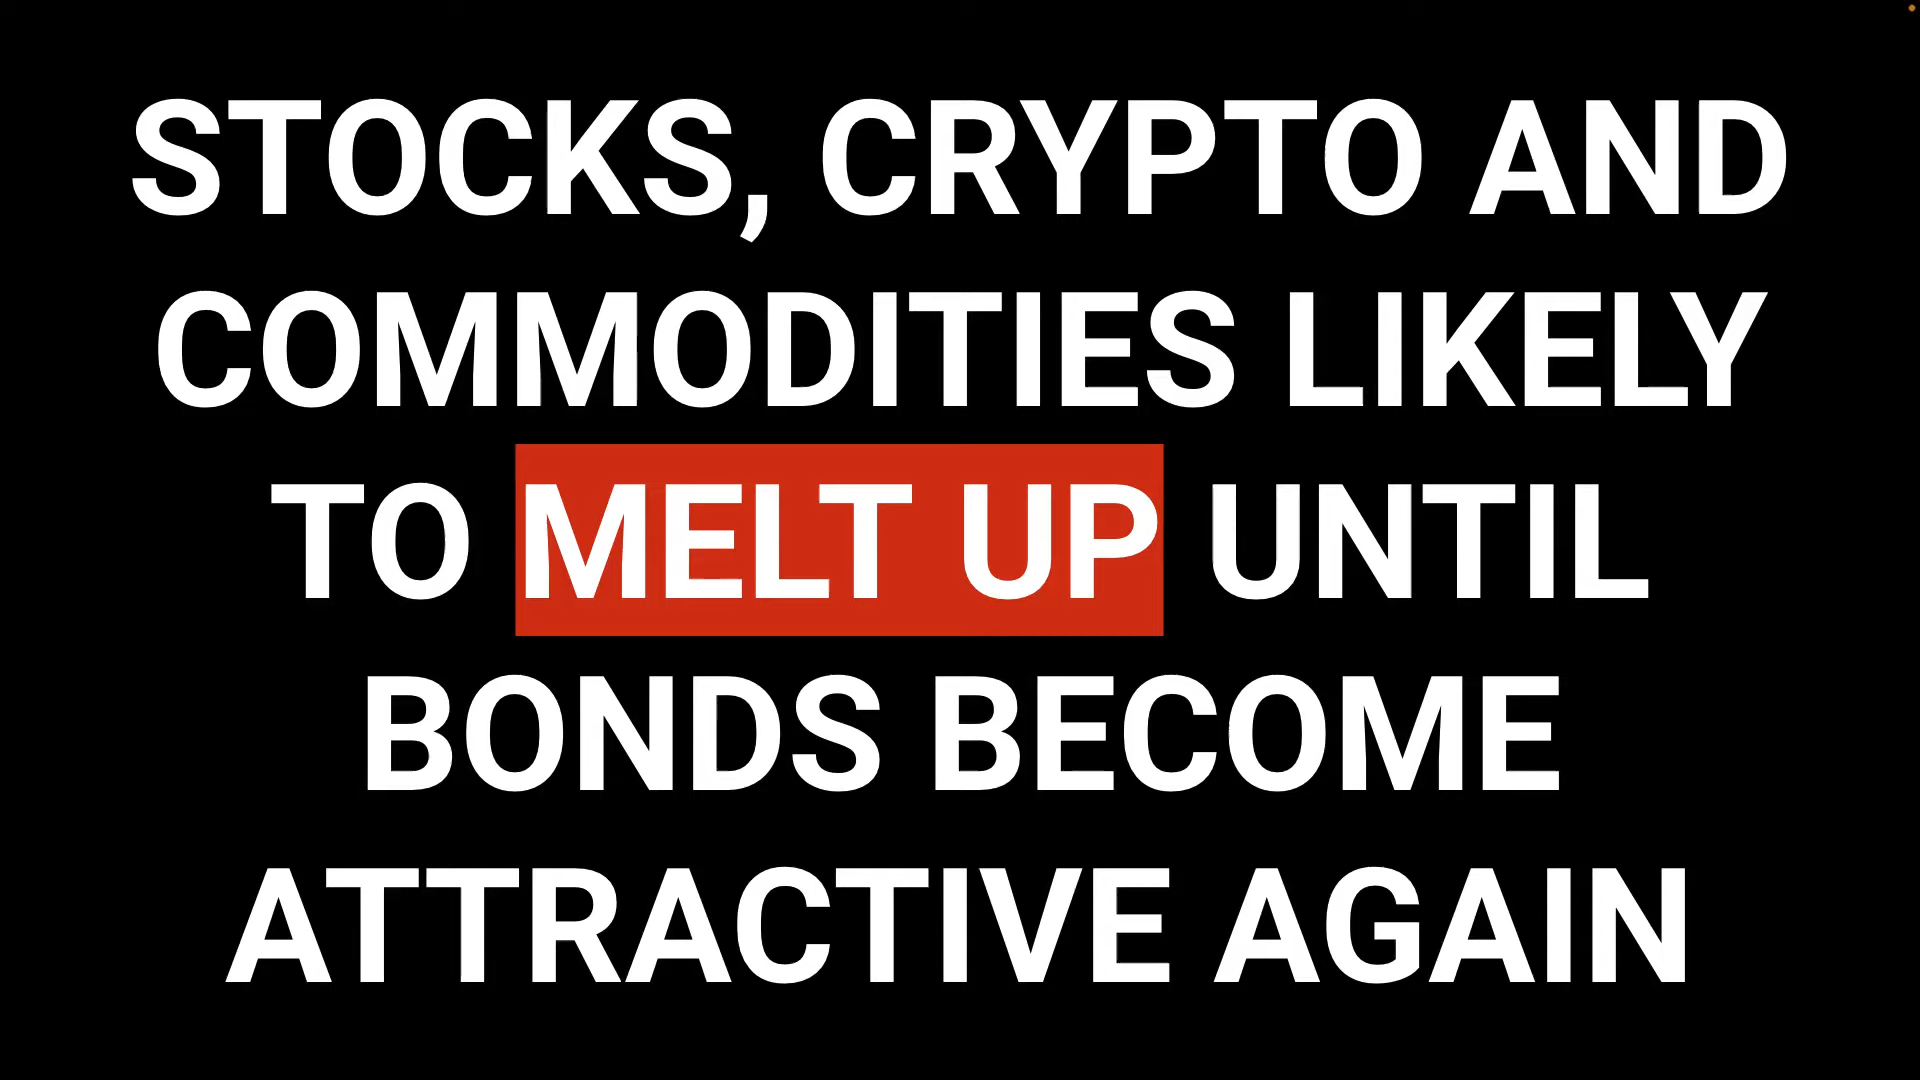 STOCKS, CRYPTO AND
COMMODITIES LIKELY
TO MELT UP UNTIL
BONDS BECOME
ATTRACTIVE AGAIN